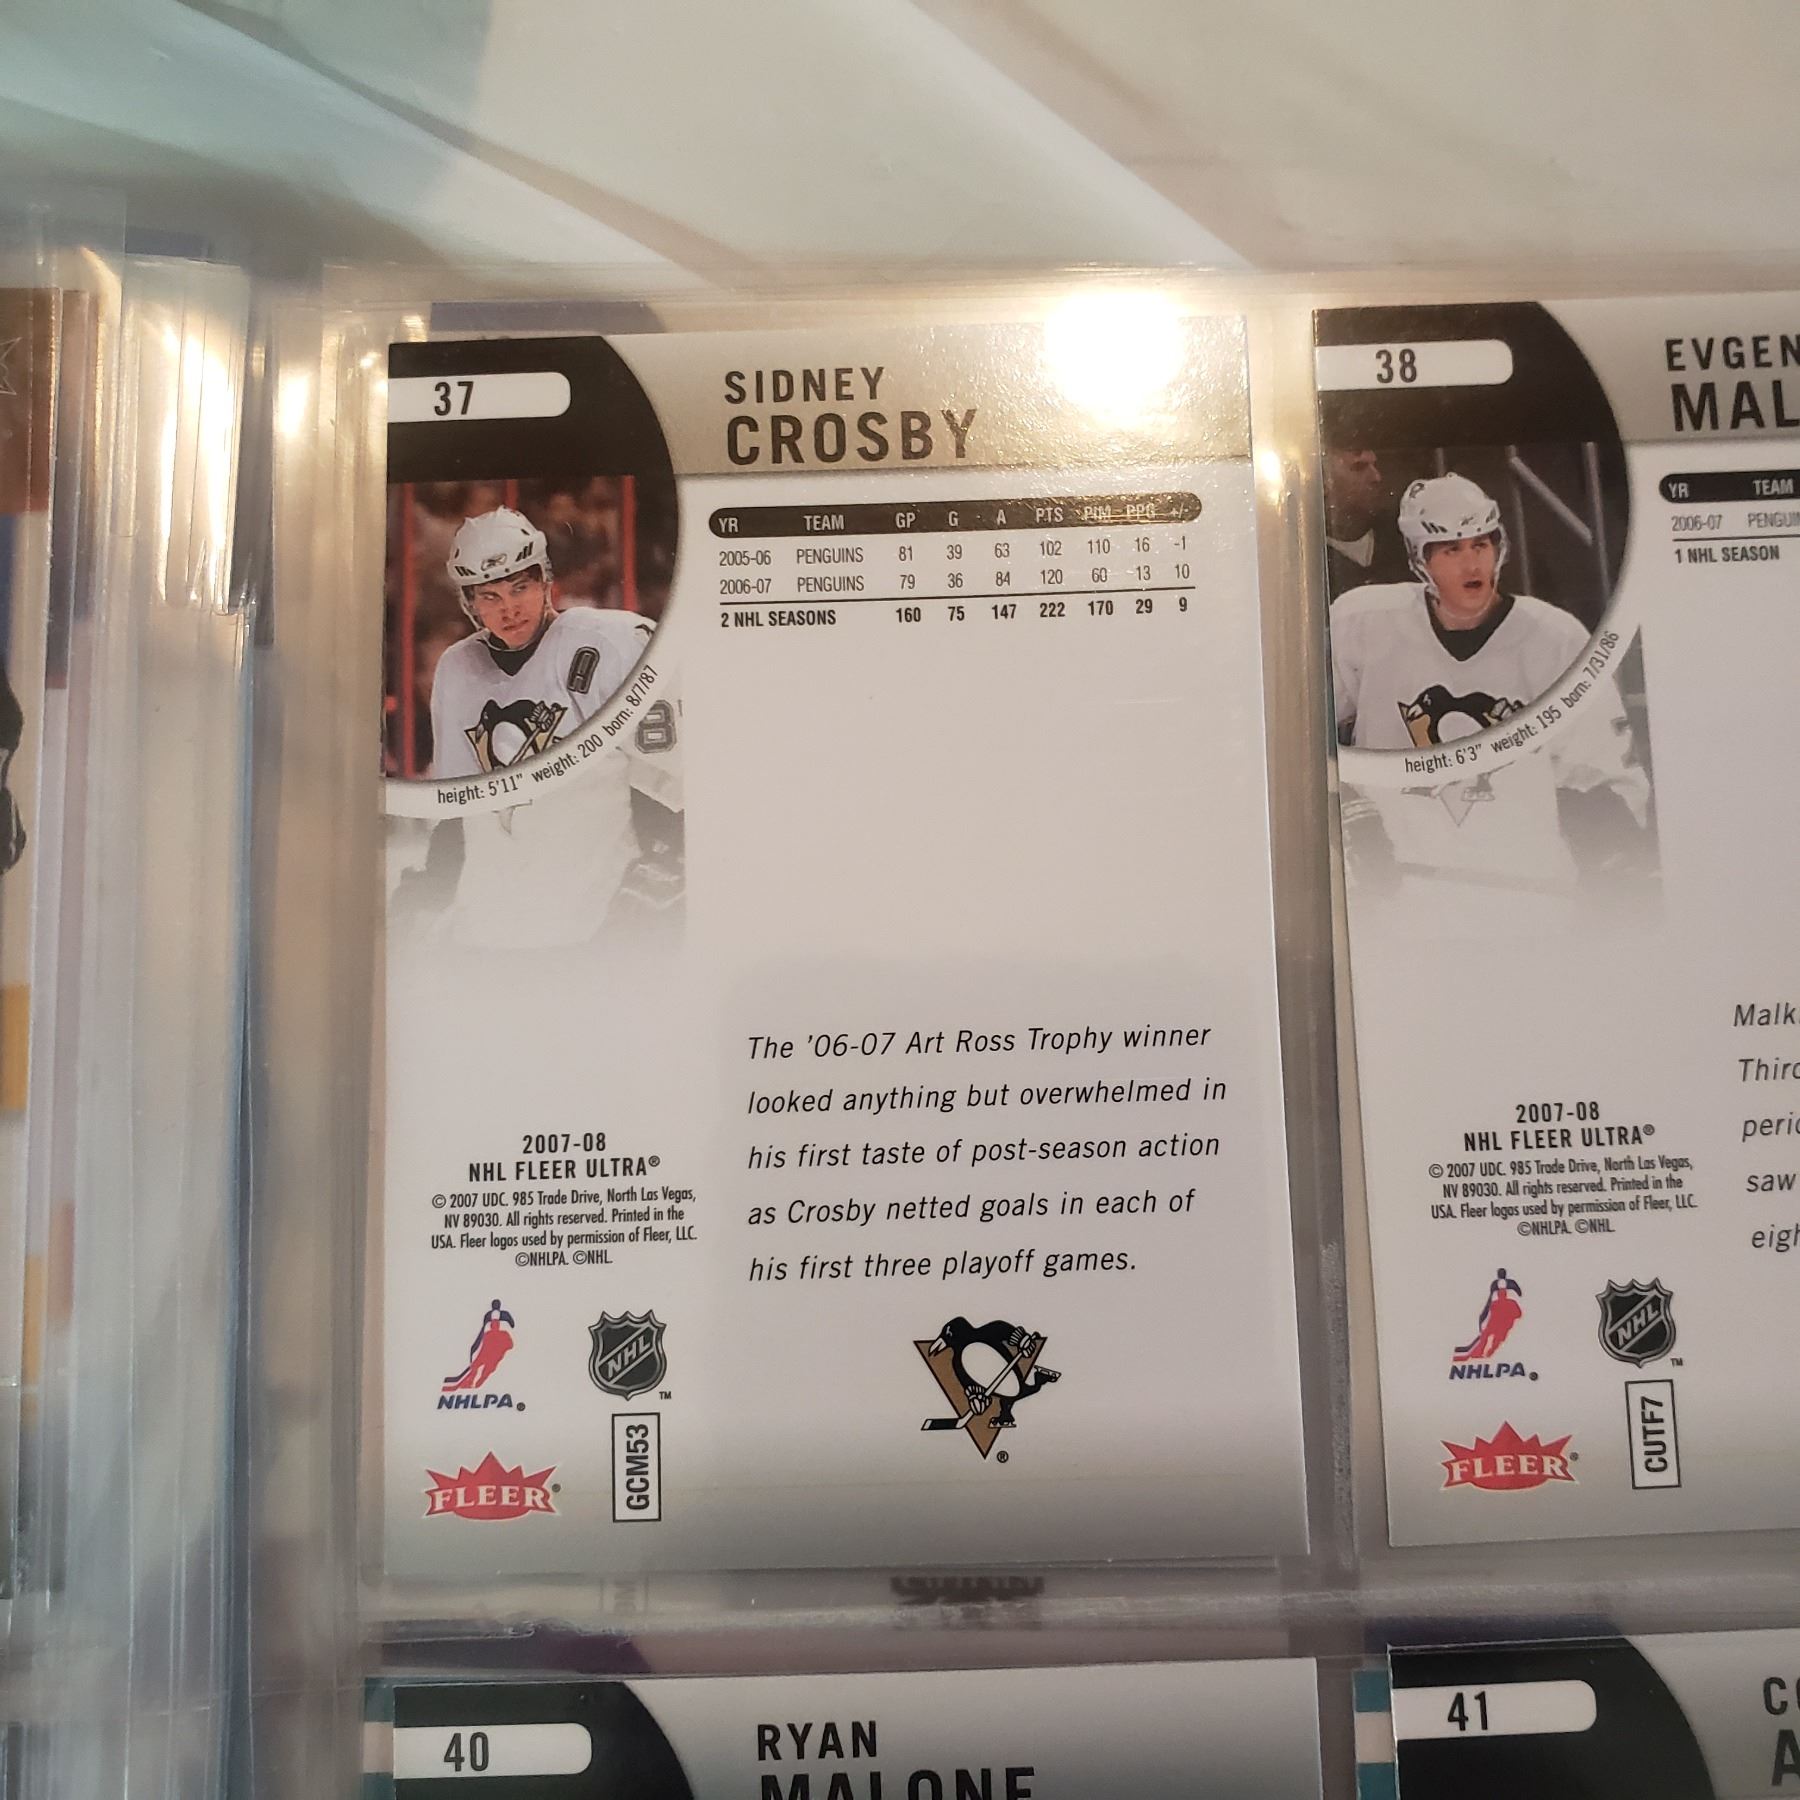 37
SIDNEY
CROSBY
YR TEAM GP G A PTS PIM PPG +/-
2005-06 PENGUINS 81 39 63 102 110 16 -1
2006-07 PENGUINS 79 36 84 120 60 13 10
2 NHL SEASONS 160 75 147 222 170 29 9
height: 5'11" weight: 200 born: 8/7/87
The '06-07 Art Ross Trophy winner
looked anything but overwhelmed in
his first taste of post-season action
as Crosby netted goals in each of
his first three playoff games.
2007-08
NHL FLEER ULTRA®
© 2007 UDC. 985 Trade Drive, North Las Vegas,
NV 89030. All rights reserved. Printed in the
USA. Fleer logos used by permission of Fleer, LLC.
©NHLPA. ©NHL.
NHLPA®
NHL TM
FLEER®
GCM53
®
38
EVGEN
MAL
YR TEAM
2006-07 PENGUIN
1 NHL SEASON
height: 6'3" weight: 195 born: 7/31/86
Malk
Third
perio
saw
eigh
2007-08
NHL FLEER ULTRA®
© 2007 UDC. 985 Trade Drive, North Las Vegas,
NV 89030. All rights reserved. Printed in the
USA. Fleer logos used by permission of Fleer, LLC.
©NHLPA. ©NHL.
NHLPA®
NHL TM
FLEER®
CUTF7
40
RYAN
MALONE
41